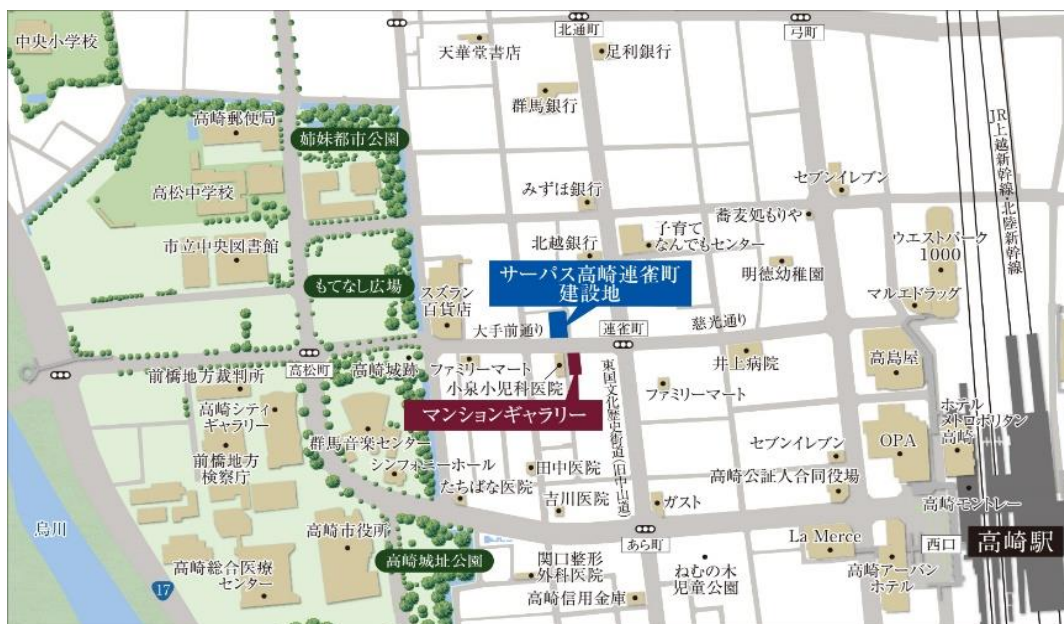 中央小学校
天華堂書店
北通町
足利銀行
弓町
群馬銀行
高崎郵便局
姉妹都市公園
JR上越新幹線・北陸新幹線
高松中学校
みずほ銀行
セブンイレブン
蕎麦処もりや
市立中央図書館
北越銀行
子育て
なんでもセンター
ウエストパーク
1000
明徳幼稚園
サーパス高崎連雀町
建設地
もてなし広場
スズラン
百貨店
マルエドラッグ
大手前通り
連雀町
慈光通り
高松町
高崎城跡
ファミリーマート
小泉小児科医院
井上病院
高島屋
前橋地方裁判所
東国文化歴史街道(旧中山道)
ファミリーマート
マンションギャラリー
高崎シティ
ギャラリー
ホテル
メトロポリタン
高崎
群馬音楽センター
OPA
セブンイレブン
前橋地方
検察庁
シンフォニーホール
田中医院
高崎公証人合同役場
たちばな医院
吉川医院
ガスト
高崎モントレー
烏川
高崎市役所
あら町
La Merce
西口
高崎駅
高崎城址公園
関口整形
外科医院
ねむの木
児童公園
高崎総合医療
センター
高崎アーバン
ホテル
17
高崎信用金庫